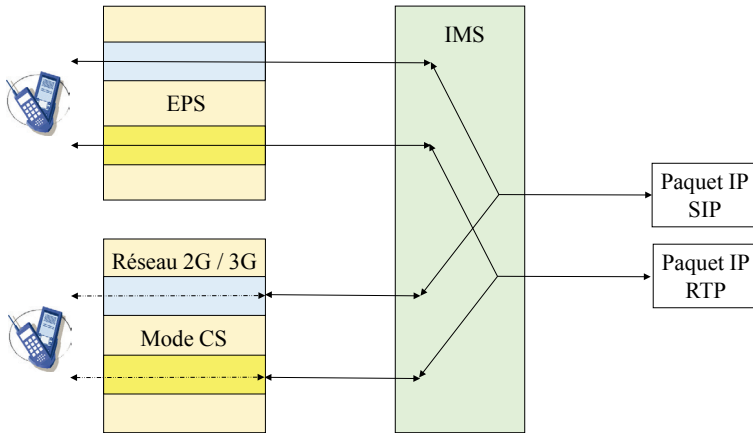 IMS
EPS
Paquet IP
SIP
Réseau 2G / 3G
Paquet IP
RTP
Mode CS